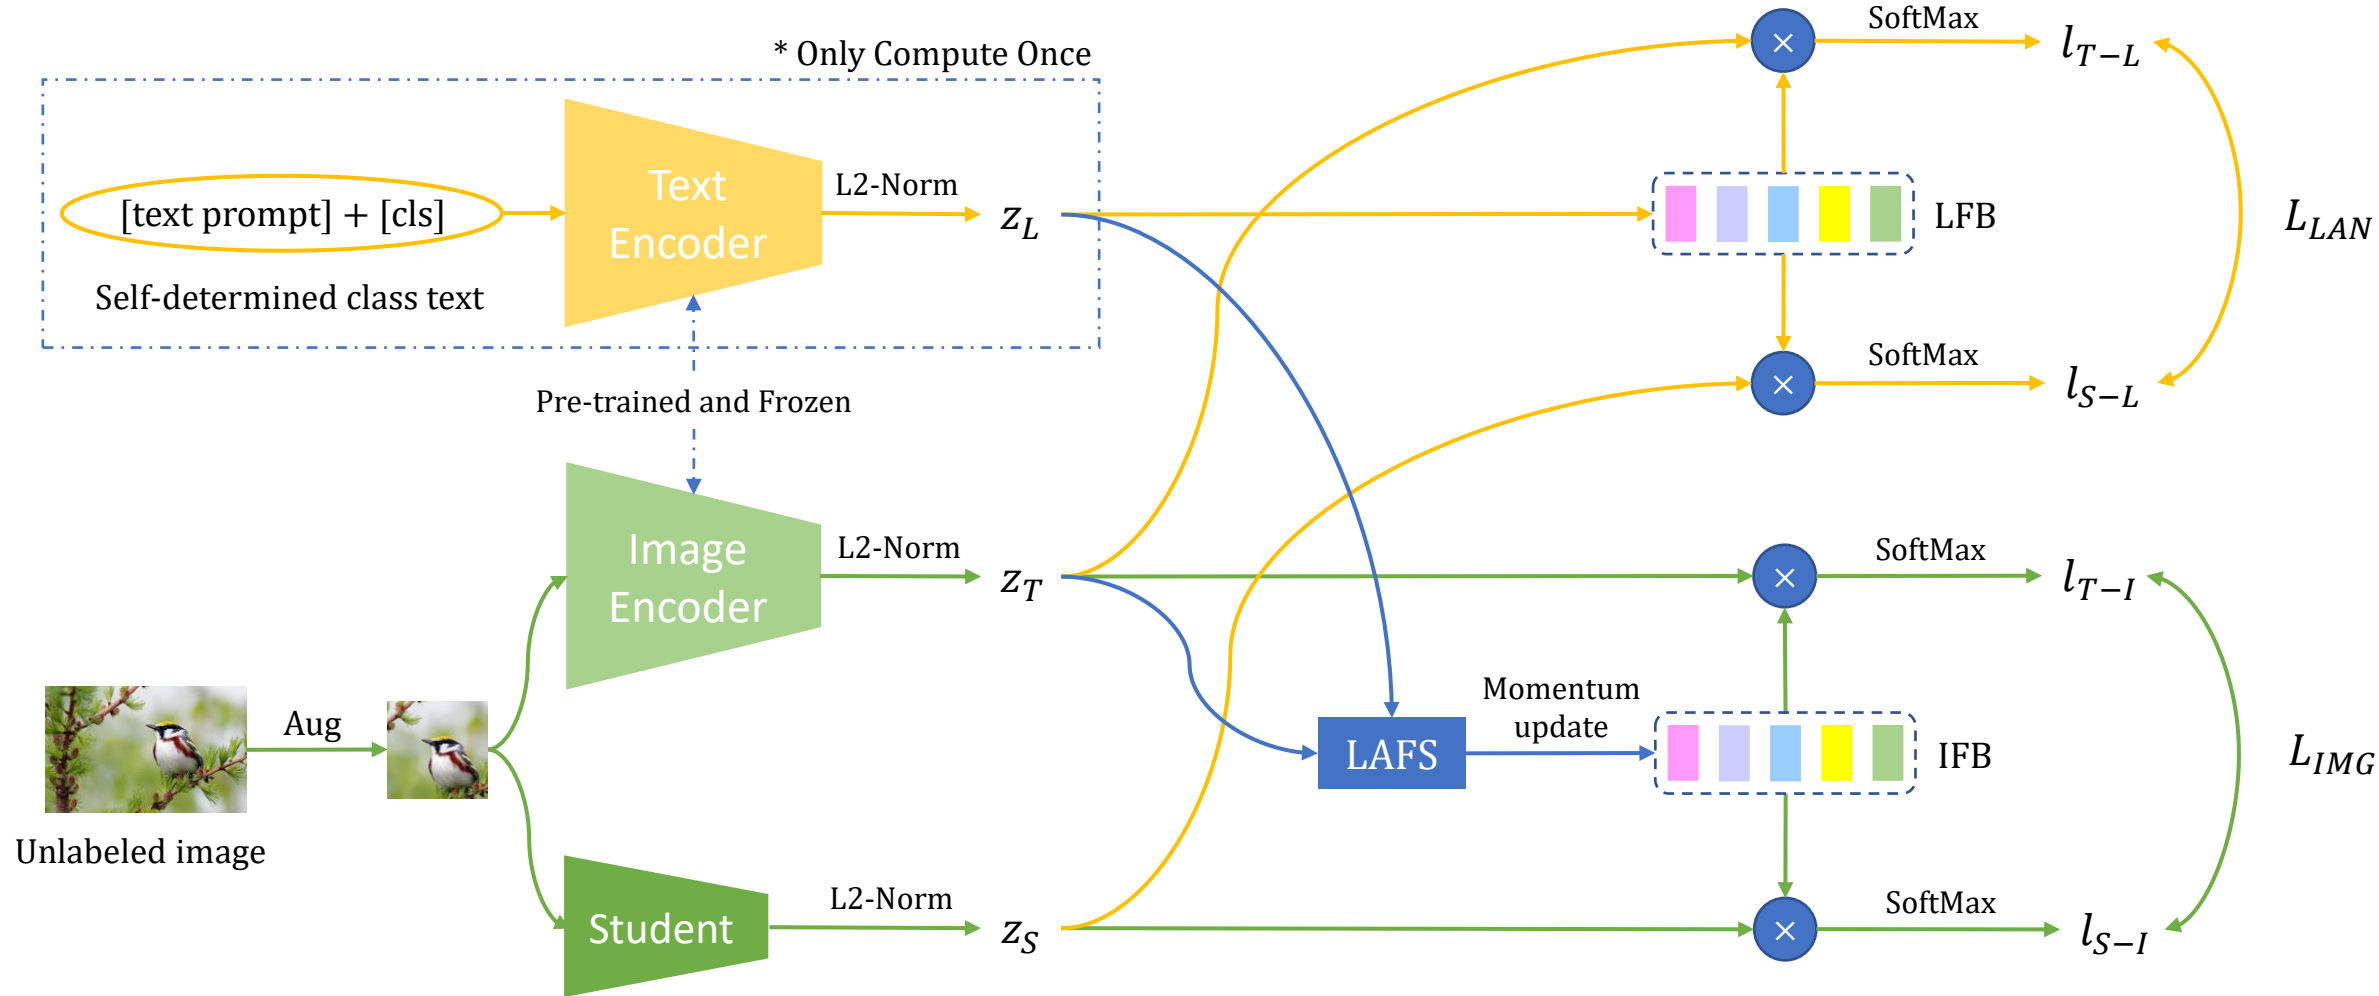 * Only Compute Once
[text prompt] + [cls]
Self-determined class text
Text
Encoder
L2-Norm
z_L
Pre-trained and Frozen
Image
Encoder
L2-Norm
z_T
Unlabeled image
Aug
Student
L2-Norm
z_S
LAFS
Momentum
update
×
SoftMax
l_{T-L}
LFB
×
SoftMax
l_{S-L}
L_{LAN}
×
SoftMax
l_{T-I}
IFB
×
SoftMax
l_{S-I}
L_{IMG}